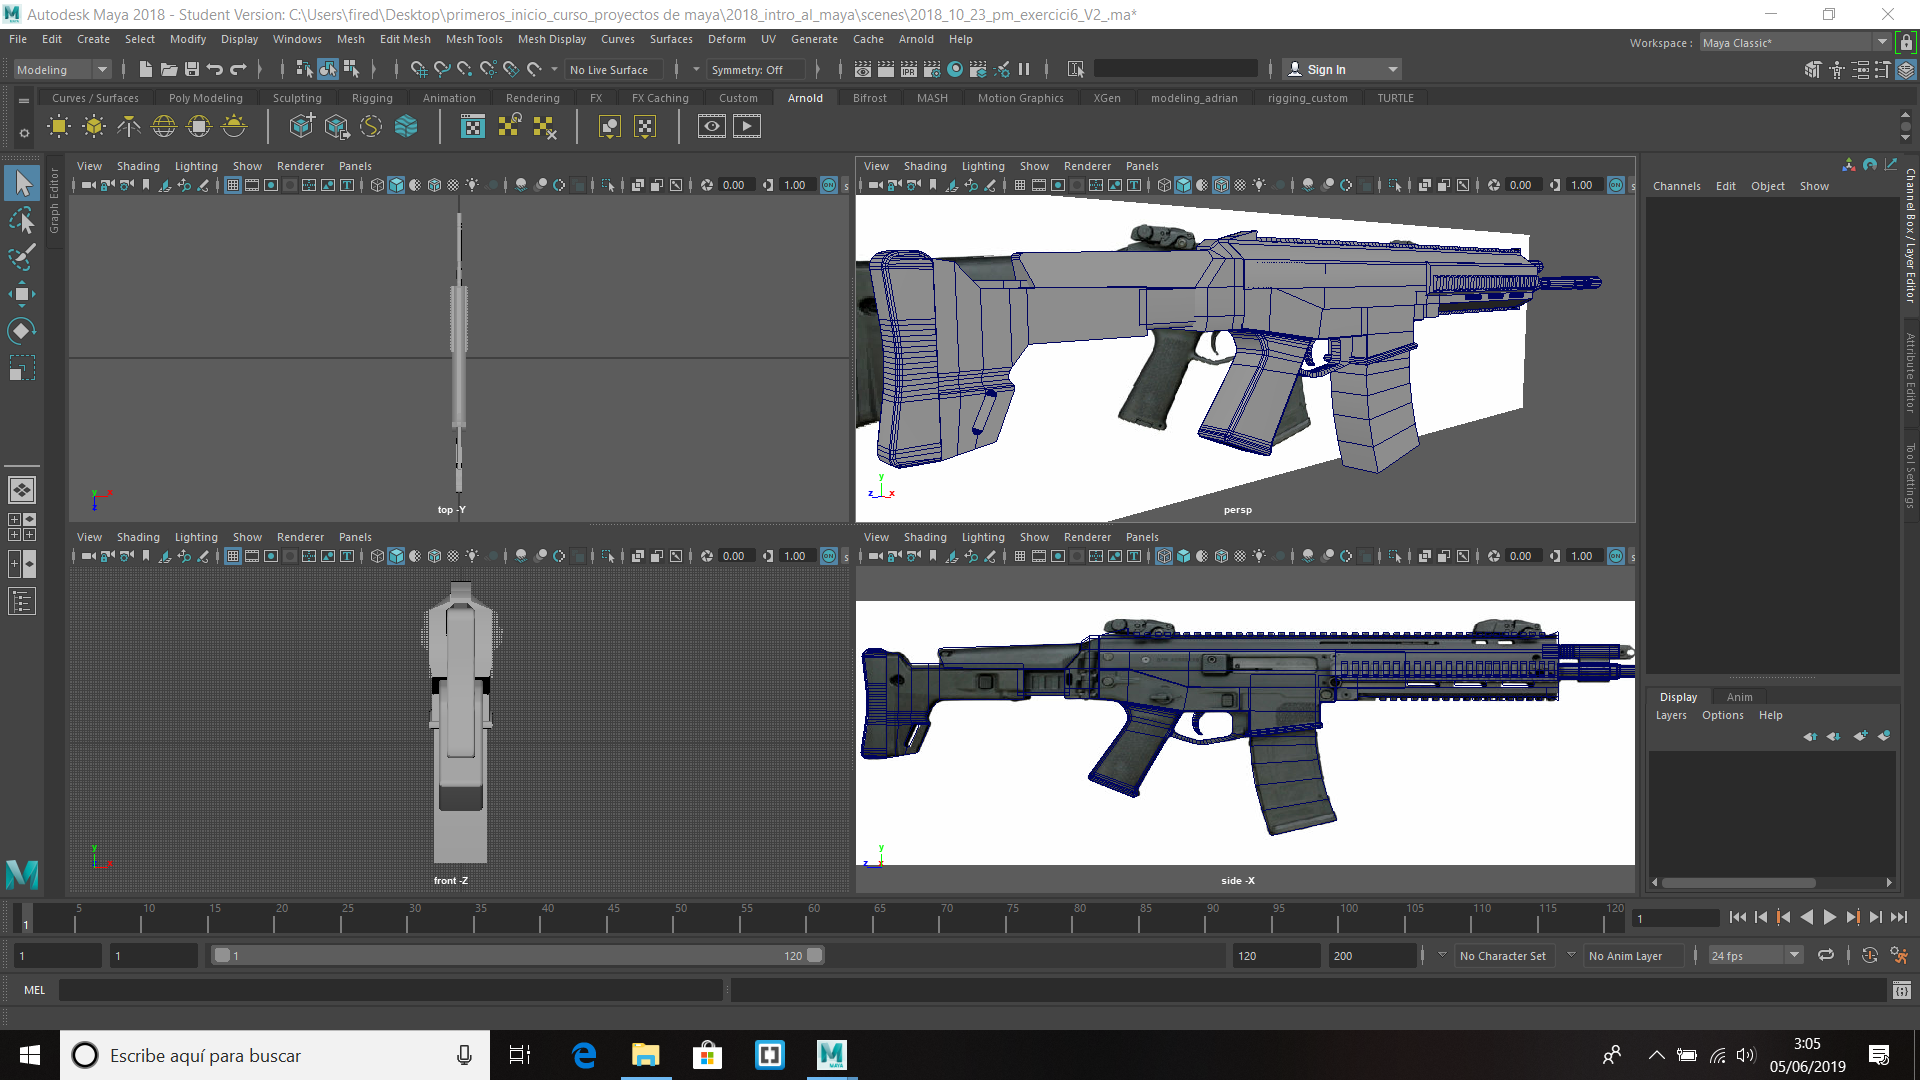 Autodesk Maya 2018 - Student Version: C:\Users\fired\Desktop\primeros_inicio_curso_proyectos de maya\2018_intro_al_maya\scenes\2018_10_23_pm_exercici6_V2_.ma*
File Edit Create Select Modify Display Windows Mesh Edit Mesh Mesh Tools Mesh Display Curves Surfaces Deform UV Generate Cache Arnold Help
Workspace : Maya Classic*
Modeling No Live Surface Symmetry: Off IPR Sign In
Curves / Surfaces Poly Modeling Sculpting Rigging Animation Rendering FX FX Caching Custom Arnold Bifrost MASH Motion Graphics XGen modeling_adrian rigging_custom TURTLE
Graph Editor
View Shading Lighting Show Renderer Panels
0.00 1.00 ON
y x
z
top -Y
View Shading Lighting Show Renderer Panels
0.00 1.00 ON
y
z x
persp
View Shading Lighting Show Renderer Panels
0.00 1.00 ON
y
x
front -Z
View Shading Lighting Show Renderer Panels
0.00 1.00 ON
y
z x
side -X
Channels Edit Object Show
Channel Box / Layer Editor
Attribute Editor
Tool Settings
Display Anim
Layers Options Help
1 5 10 15 20 25 30 35 40 45 50 55 60 65 70 75 80 85 90 95 100 105 110 115 120
1
1 1 1 120 120 200 No Character Set No Anim Layer 24 fps
MEL
Escribe aquí para buscar
MAYA
3:05
05/06/2019